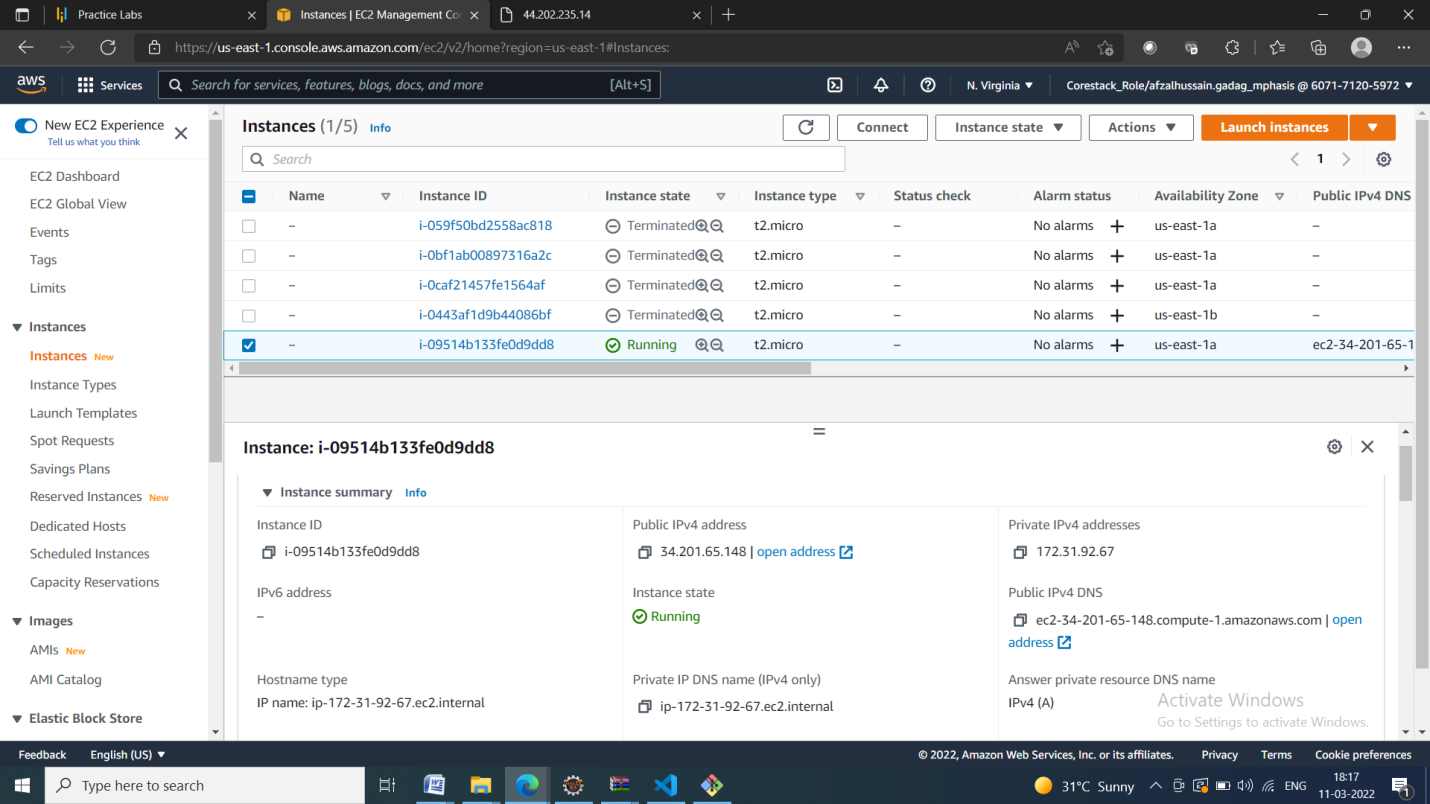 Practice Labs
Instances | EC2 Management Co
44.202.235.14
https://us-east-1.console.aws.amazon.com/ec2/v2/home?region=us-east-1#Instances:
aws
Services
Search for services, features, blogs, docs, and more
[Alt+S]
N. Virginia
Corestack_Role/afzalhussain.gadag_mphasis @ 6071-7120-5972
New EC2 Experience
Tell us what you think
EC2 Dashboard
EC2 Global View
Events
Tags
Limits
Instances
Instances New
Instance Types
Launch Templates
Spot Requests
Savings Plans
Reserved Instances New
Dedicated Hosts
Scheduled Instances
Capacity Reservations
Images
AMIs New
AMI Catalog
Elastic Block Store
Instances (1/5) Info
Connect
Instance state
Actions
Launch instances
Search
1
Name Instance ID Instance state Instance type Status check Alarm status Availability Zone Public IPv4 DNS
– i-059f50bd2558ac818 Terminated t2.micro – No alarms + us-east-1a –
– i-0bf1ab00897316a2c Terminated t2.micro – No alarms + us-east-1a –
– i-0caf21457fe1564af Terminated t2.micro – No alarms + us-east-1a –
– i-0443af1d9b44086bf Terminated t2.micro – No alarms + us-east-1b –
– i-09514b133fe0d9dd8 Running t2.micro – No alarms + us-east-1a ec2-34-201-65-1
Instance: i-09514b133fe0d9dd8
Instance summary Info
Instance ID
i-09514b133fe0d9dd8
Public IPv4 address
34.201.65.148 | open address
Private IPv4 addresses
172.31.92.67
IPv6 address
–
Instance state
Running
Public IPv4 DNS
ec2-34-201-65-148.compute-1.amazonaws.com | open
address
Hostname type
IP name: ip-172-31-92-67.ec2.internal
Private IP DNS name (IPv4 only)
ip-172-31-92-67.ec2.internal
Answer private resource DNS name
IPv4 (A)
Activate Windows
Go to Settings to activate Windows.
Feedback
English (US)
© 2022, Amazon Web Services, Inc. or its affiliates.
Privacy
Terms
Cookie preferences
Type here to search
31°C Sunny
ENG
18:17
11-03-2022
1